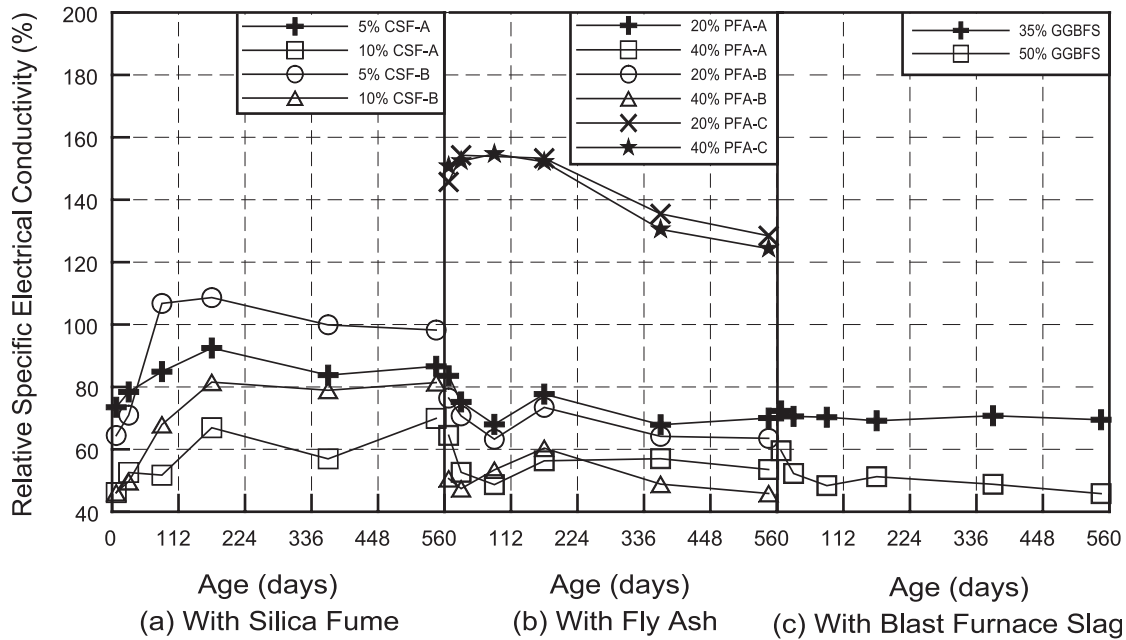 Relative Specific Electrical Conductivity (%)
200
180
160
140
120
100
80
60
40
5% CSF-A
10% CSF-A
5% CSF-B
10% CSF-B
20% PFA-A
40% PFA-A
20% PFA-B
40% PFA-B
20% PFA-C
40% PFA-C
35% GGBFS
50% GGBFS
0 112 224 336 448 560 112 224 336 448 560 112 224 336 448 560
Age (days) Age (days) Age (days)
(a) With Silica Fume (b) With Fly Ash (c) With Blast Furnace Slag